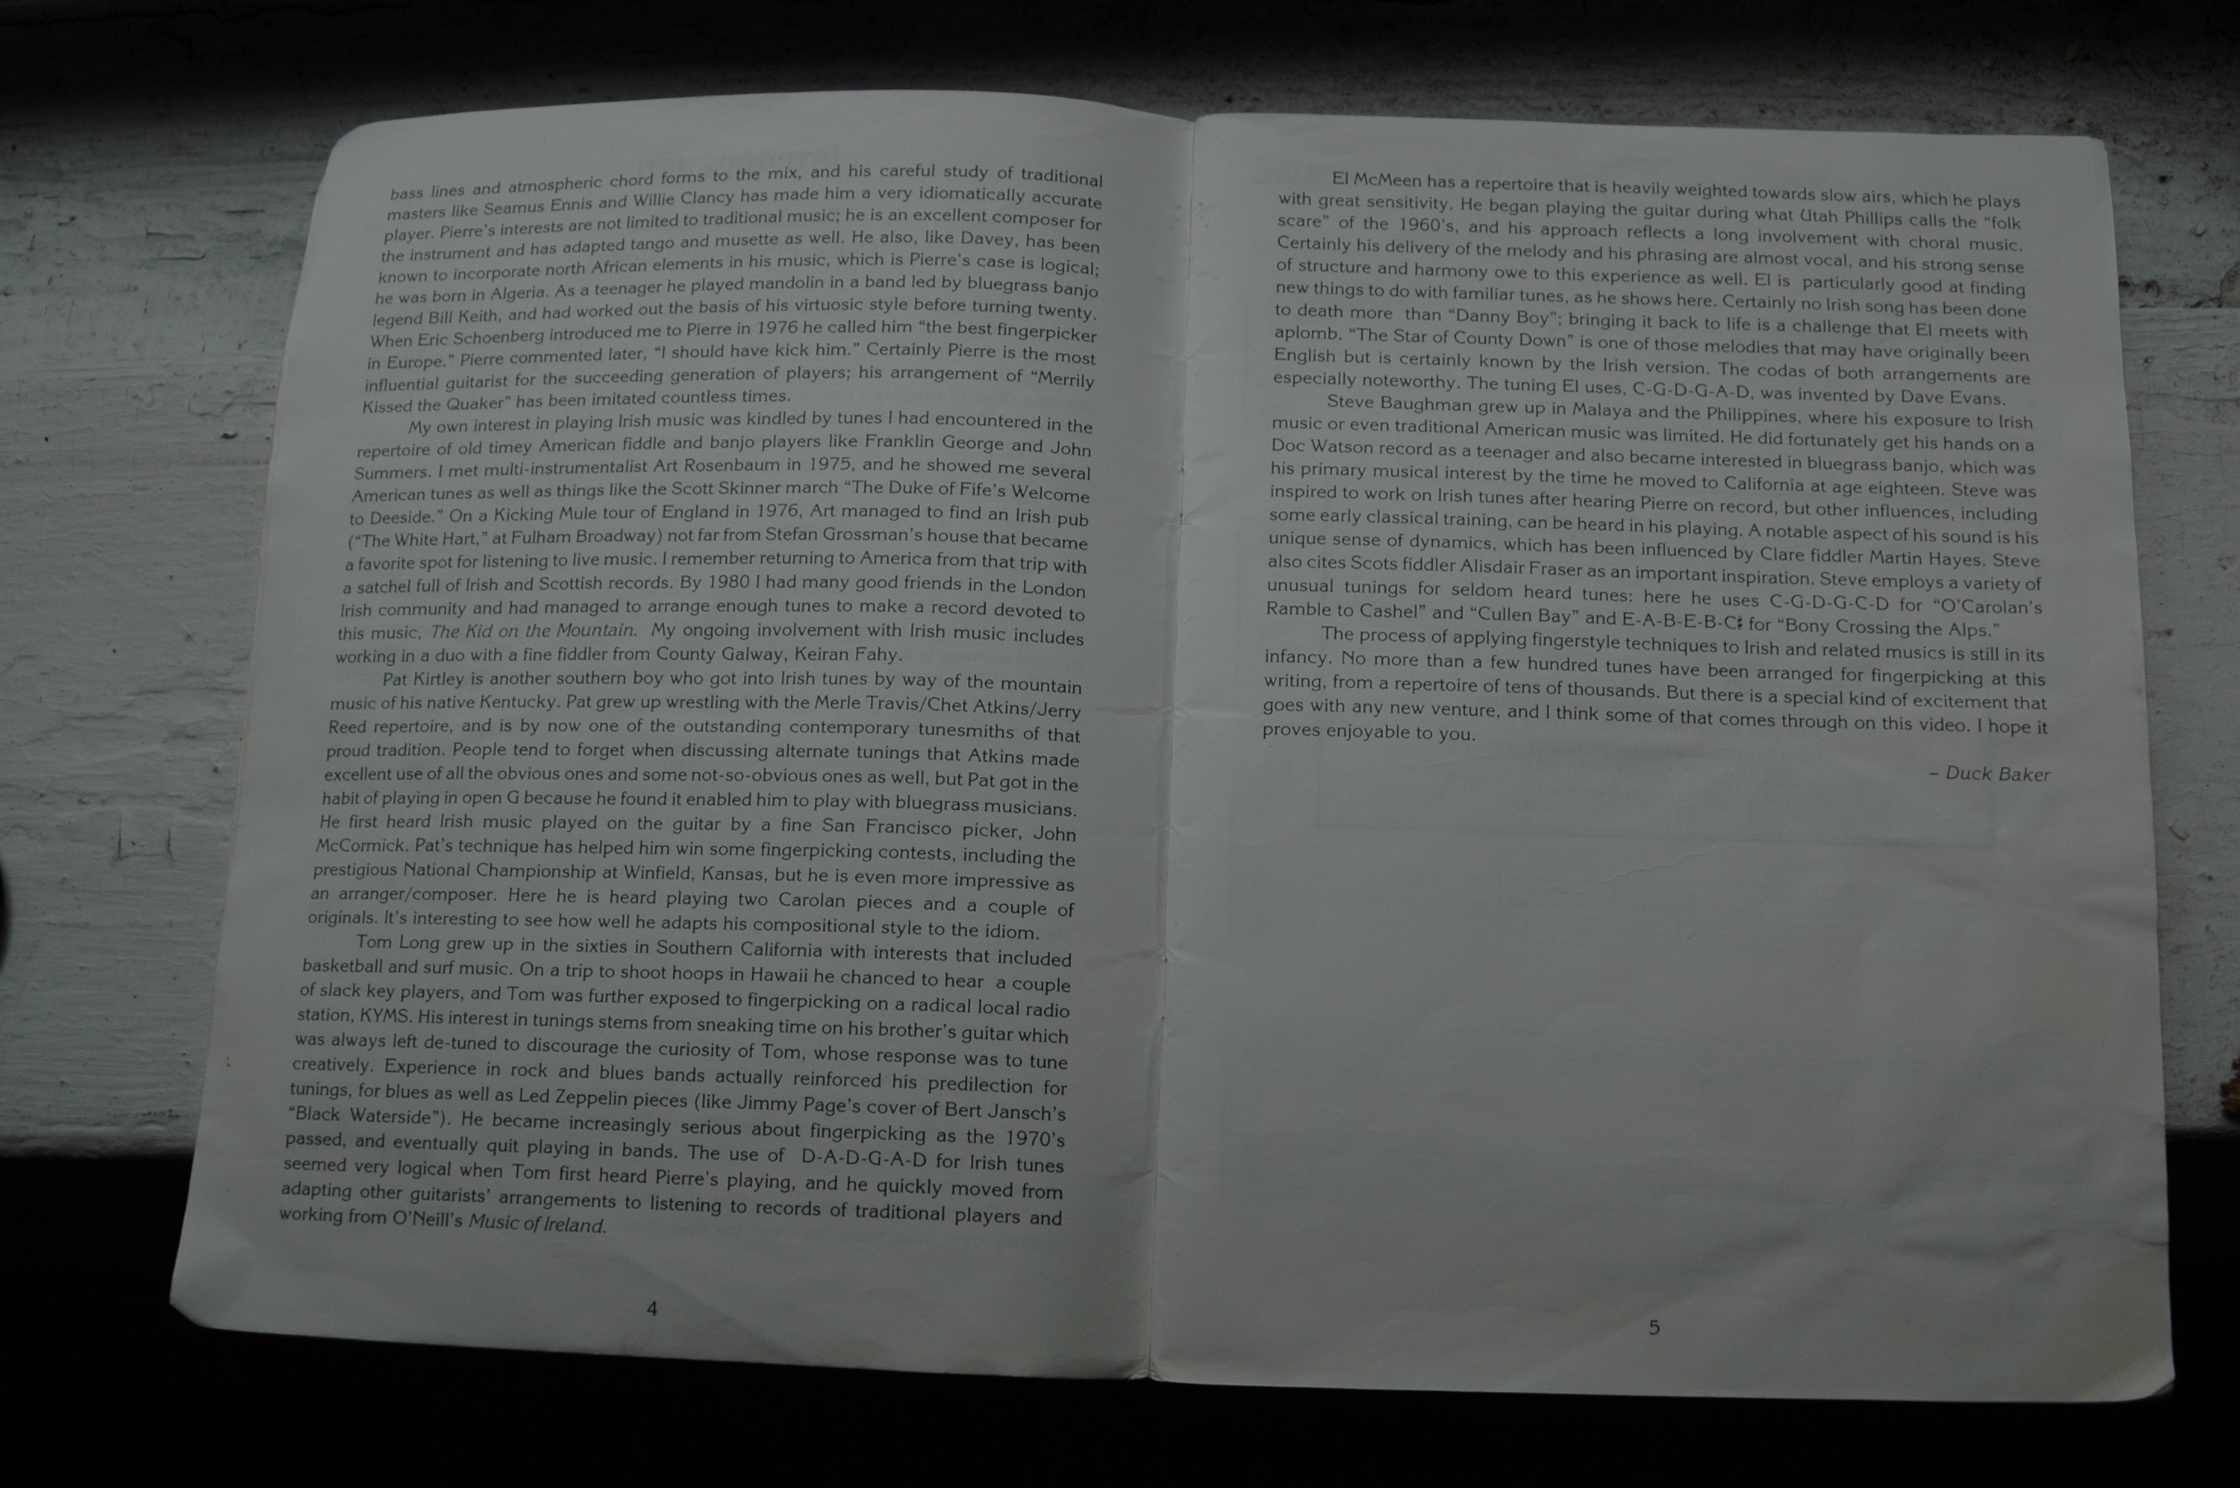 bass lines and atmospheric chord forms to the mix, and his careful study of traditional
masters like Seamus Ennis and Willie Clancy has made him a very idiomatically accurate
player. Pierre's interests are not limited to traditional music; he is an excellent composer for
the instrument and has adapted tango and musette as well. He also, like Davey, has been
known to incorporate north African elements in his music, which is Pierre's case is logical;
he was born in Algeria. As a teenager he played mandolin in a band led by bluegrass banjo
legend Bill Keith, and had worked out the basis of his virtuosic style before turning twenty.
When Eric Schoenberg introduced me to Pierre in 1976 he called him “the best fingerpicker
in Europe.” Pierre commented later, “I should have kick him.” Certainly Pierre is the most
influential guitarist for the succeeding generation of players; his arrangement of “Merrily
Kissed the Quaker” has been imitated countless times.
My own interest in playing Irish music was kindled by tunes I had encountered in the
repertoire of old timey American fiddle and banjo players like Franklin George and John
Summers. I met multi-instrumentalist Art Rosenbaum in 1975, and he showed me several
American tunes as well as things like the Scott Skinner march “The Duke of Fife's Welcome
to Deeside.” On a Kicking Mule tour of England in 1976, Art managed to find an Irish pub
(“The White Hart,” at Fulham Broadway) not far from Stefan Grossman's house that became
a favorite spot for listening to live music. I remember returning to America from that trip with
a satchel full of Irish and Scottish records. By 1980 I had many good friends in the London
Irish community and had managed to arrange enough tunes to make a record devoted to
this music, The Kid on the Mountain. My ongoing involvement with Irish music includes
working in a duo with a fine fiddler from County Galway, Keiran Fahy.
Pat Kirtley is another southern boy who got into Irish tunes by way of the mountain
music of his native Kentucky. Pat grew up wrestling with the Merle Travis/Chet Atkins/Jerry
Reed repertoire, and is by now one of the outstanding contemporary tunesmiths of that
proud tradition. People tend to forget when discussing alternate tunings that Atkins made
excellent use of all the obvious ones and some not-so-obvious ones as well, but Pat got in the
habit of playing in open G because he found it enabled him to play with bluegrass musicians.
He first heard Irish music played on the guitar by a fine San Francisco picker, John
McCormick. Pat's technique has helped him win some fingerpicking contests, including the
prestigious National Championship at Winfield, Kansas, but he is even more impressive as
an arranger/composer. Here he is heard playing two Carolan pieces and a couple of
originals. It's interesting to see how well he adapts his compositional style to the idiom.
Tom Long grew up in the sixties in Southern California with interests that included
basketball and surf music. On a trip to shoot hoops in Hawaii he chanced to hear a couple
of slack key players, and Tom was further exposed to fingerpicking on a radical local radio
station, KYMS. His interest in tunings stems from sneaking time on his brother's guitar which
was always left de-tuned to discourage the curiosity of Tom, whose response was to tune
creatively. Experience in rock and blues bands actually reinforced his predilection for
tunings, for blues as well as Led Zeppelin pieces (like Jimmy Page's cover of Bert Jansch's
“Black Waterside”). He became increasingly serious about fingerpicking as the 1970's
passed, and eventually quit playing in bands. The use of D-A-D-G-A-D for Irish tunes
seemed very logical when Tom first heard Pierre's playing, and he quickly moved from
adapting other guitarists' arrangements to listening to records of traditional players and
working from O'Neill's Music of Ireland.
4
El McMeen has a repertoire that is heavily weighted towards slow airs, which he plays
with great sensitivity. He began playing the guitar during what Utah Phillips calls the “folk
scare” of the 1960's, and his approach reflects a long involvement with choral music.
Certainly his delivery of the melody and his phrasing are almost vocal, and his strong sense
of structure and harmony owe to this experience as well. El is particularly good at finding
new things to do with familiar tunes, as he shows here. Certainly no Irish song has been done
to death more than “Danny Boy”; bringing it back to life is a challenge that El meets with
aplomb. “The Star of County Down” is one of those melodies that may have originally been
English but is certainly known by the Irish version. The codas of both arrangements are
especially noteworthy. The tuning El uses, C-G-D-G-A-D, was invented by Dave Evans.
Steve Baughman grew up in Malaya and the Philippines, where his exposure to Irish
music or even traditional American music was limited. He did fortunately get his hands on a
Doc Watson record as a teenager and also became interested in bluegrass banjo, which was
his primary musical interest by the time he moved to California at age eighteen. Steve was
inspired to work on Irish tunes after hearing Pierre on record, but other influences, including
some early classical training, can be heard in his playing. A notable aspect of his sound is his
unique sense of dynamics, which has been influenced by Clare fiddler Martin Hayes. Steve
also cites Scots fiddler Alisdair Fraser as an important inspiration. Steve employs a variety of
unusual tunings for seldom heard tunes: here he uses C-G-D-G-C-D for “O'Carolan's
Ramble to Cashel” and “Cullen Bay” and E-A-B-E-B-C♯ for “Bony Crossing the Alps.”
The process of applying fingerstyle techniques to Irish and related musics is still in its
infancy. No more than a few hundred tunes have been arranged for fingerpicking at this
writing, from a repertoire of tens of thousands. But there is a special kind of excitement that
goes with any new venture, and I think some of that comes through on this video. I hope it
proves enjoyable to you.
– Duck Baker
5